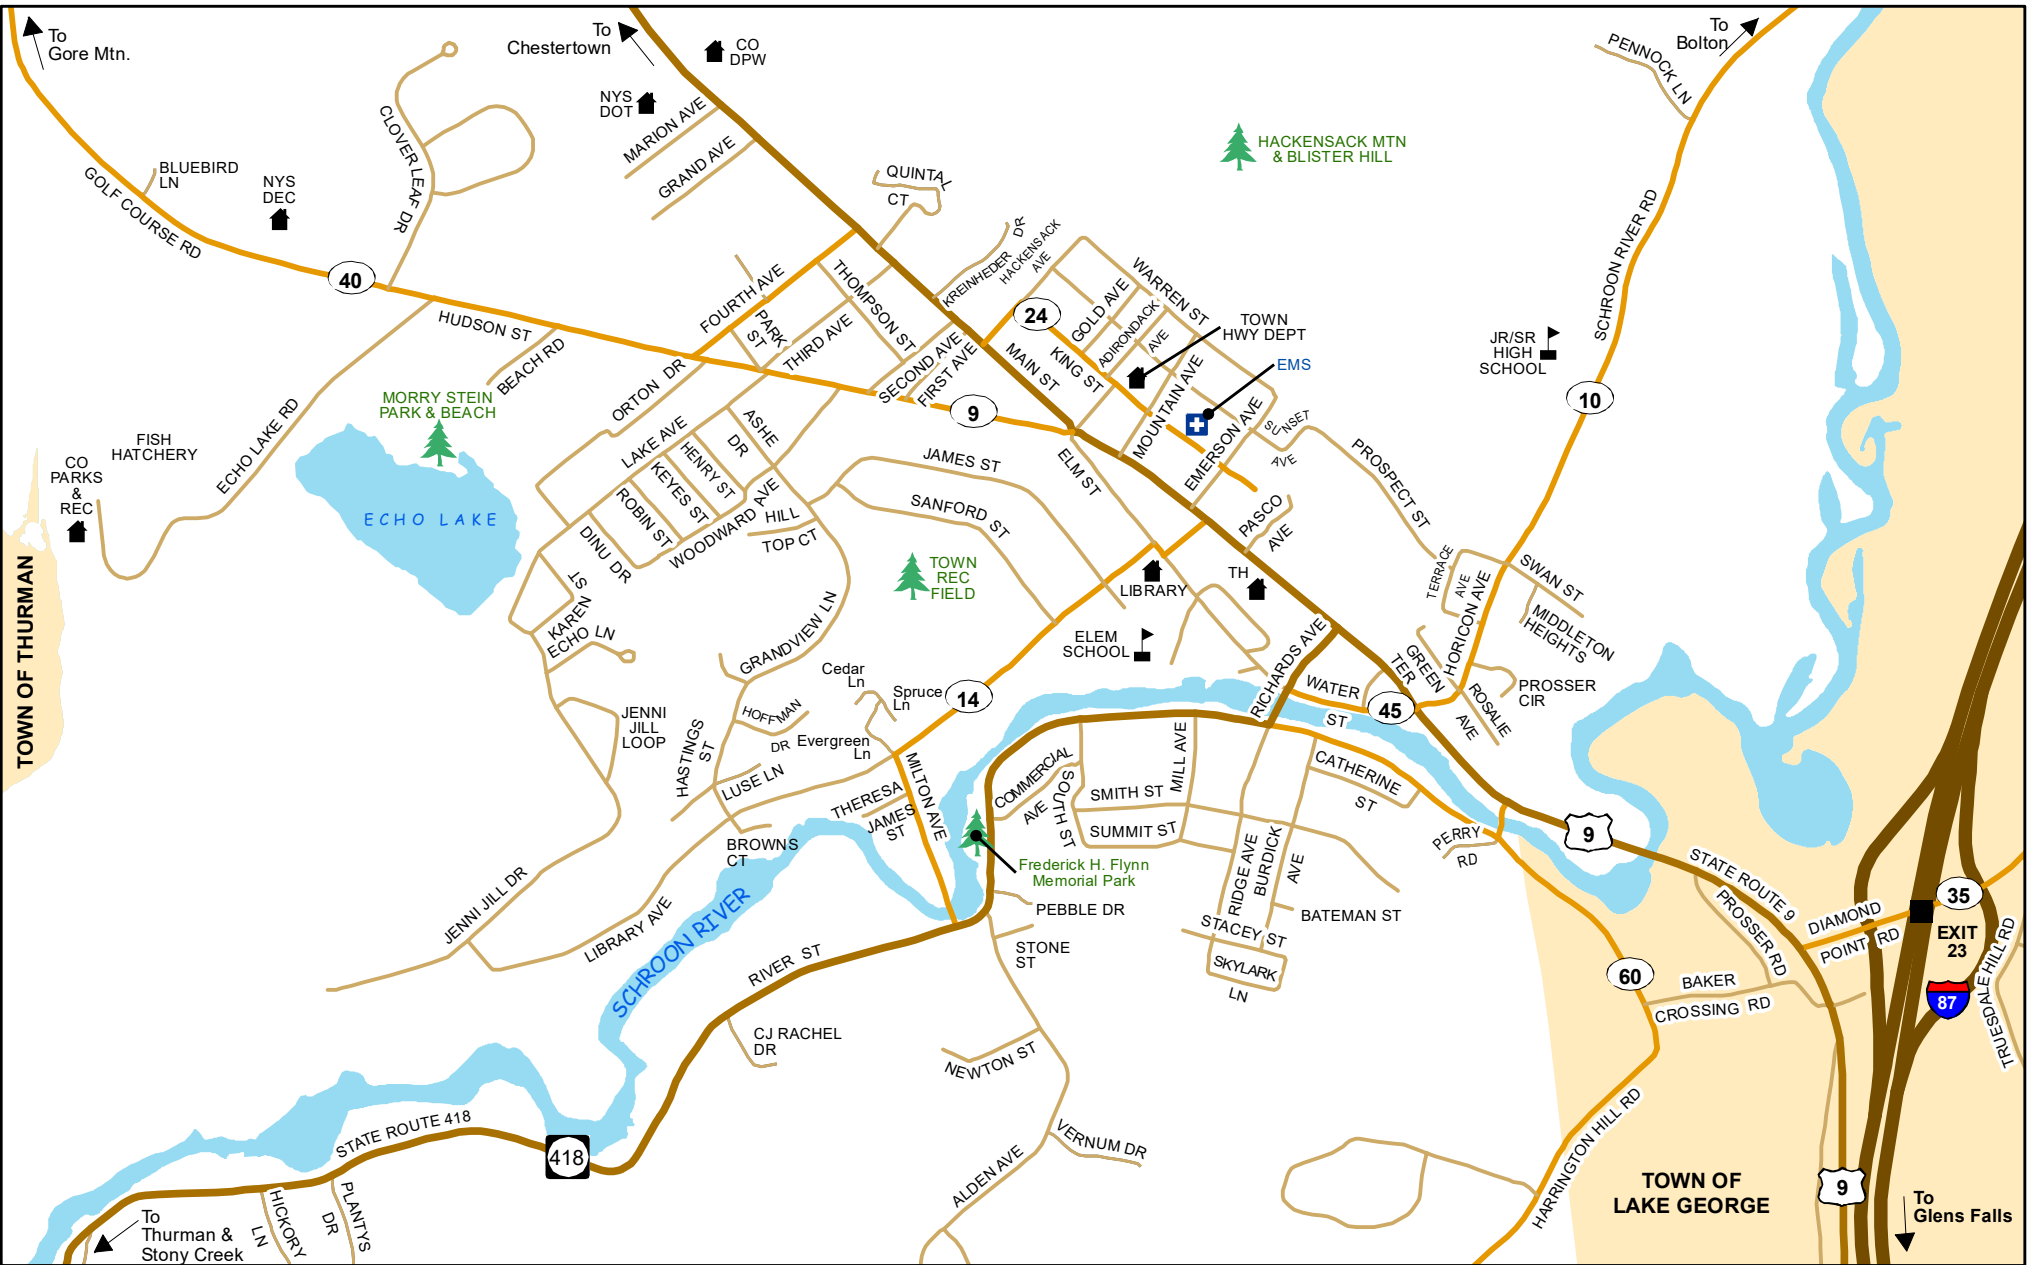 To
Gore Mtn.
To
Chestertown
CO
DPW
NYS
DOT
To
Bolton
PENNOCK LN
CLOVERLEAF DR
MARION AVE
GRAND AVE
HACKENSACK MTN
& BLISTER HILL
BLUEBIRD
LN
NYS
DEC
GOLF COURSE RD
QUINTAL
CT
KREINHEDER
DR
HACKENSACK
AVE
WARREN ST
SCHROON RIVER RD
40
HUDSON ST
FOURTH AVE
THOMPSON ST
PARK
ST
THIRD AVE
SECOND AVE
FIRST AVE
24
GOLD AVE
ADIRONDACK
AVE
TOWN
HWY DEPT
EMS
MAIN ST
KING ST
MOUNTAIN AVE
EMERSON AVE
SUNSET
AVE
PROSPECT ST
JR/SR
HIGH
SCHOOL
10
BEACH RD
ORTON DR
MORRY STEIN
PARK & BEACH
ECHO LAKE RD
FISH
HATCHERY
CO
PARKS
&
REC
ECHO LAKE
9
LAKE AVE
ASHE
DR
HENRY ST
KEYES ST
ROBIN ST
WOODWARD AVE
DINU DR
HILL
TOP CT
JAMES ST
SANFORD ST
ELM ST
PASCO
AVE
TOWN OF THURMAN
KAREN
ST
ECHO LN
TOWN
REC
FIELD
LIBRARY
TH
ELEM
SCHOOL
TERRACE
AVE
HORICON AVE
SWAN ST
MIDDLETON
HEIGHTS
GREEN
TER
PROSSER
CIR
ROSALIE
AVE
GRANDVIEW LN
Cedar
Ln
Spruce
Ln
14
RICHARDS AVE
WATER
ST
45
JENNI
JILL
LOOP
HASTINGS
ST
HOFFMAN
DR
Evergreen
Ln
LUSE LN
THERESA
JAMES
ST
MILTON AVE
COMMERCIAL
AVE
SOUTH ST
SMITH ST
SUMMIT ST
MILL AVE
CATHERINE
ST
PERRY
RD
9
BROWNS
CT
Frederick H. Flynn
Memorial Park
RIDGE AVE
BURDICK
AVE
STATE ROUTE 9
PROSSER RD
DIAMOND
POINT RD
35
EXIT
23
87
TRUESDALE HILL RD
JENNI JILL DR
LIBRARY AVE
SCHROON RIVER
PEBBLE DR
STONE
ST
BATEMAN ST
STACEY ST
SKYLARK
LN
60
BAKER
CROSSING RD
RIVER ST
CJ RACHEL
DR
NEWTON ST
STATE ROUTE 418
418
VERNUM DR
ALDEN AVE
HARRINGTON HILL RD
TOWN OF
LAKE GEORGE
9
To
Glens Falls
HICKORY
LN
PLANTYS
DR
To
Thurman &
Stony Creek